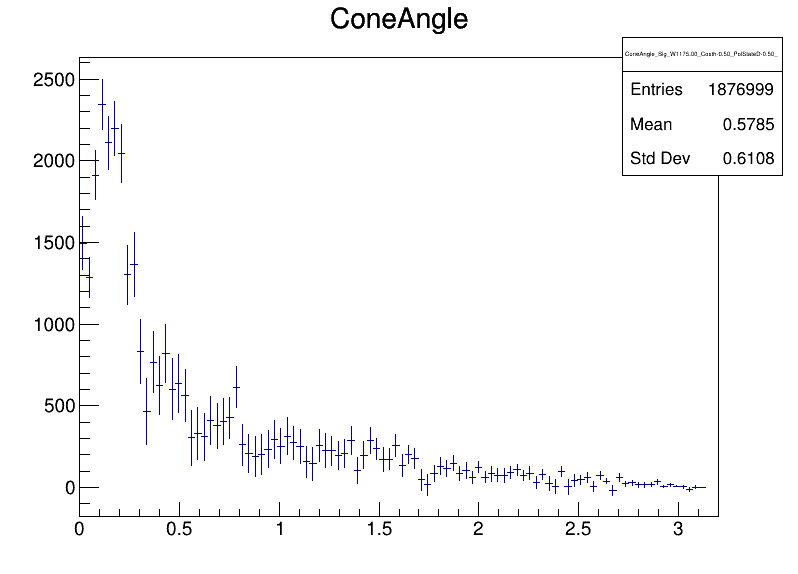 ConeAngle
ConeAngle_Sig_W1175.00_Costh-0.50_PolStateD-0.50_
Entries 1876999
Mean 0.5785
Std Dev 0.6108
2500
2000
1500
1000
500
0
0 0.5 1 1.5 2 2.5 3